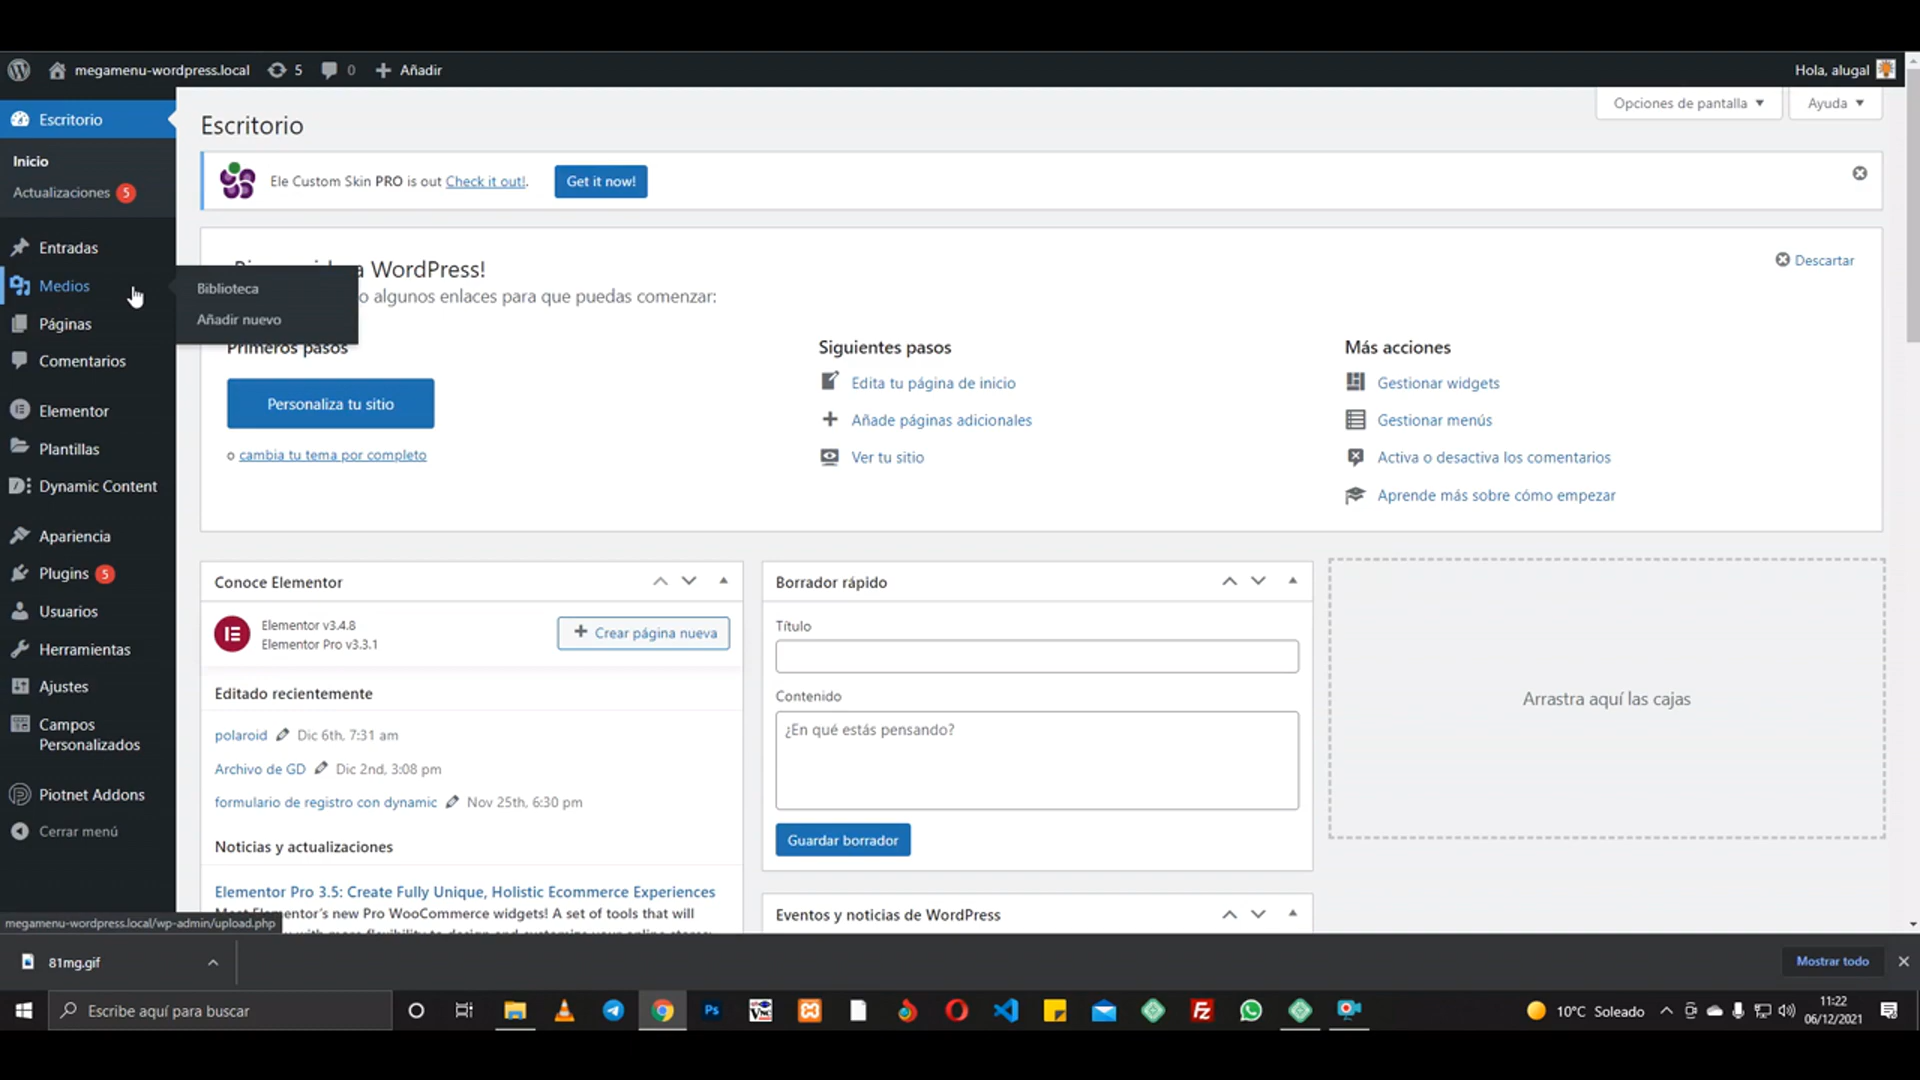 megamenu-wordpress.local
5
0
Añadir
Hola, alugal
Escritorio
Inicio
Actualizaciones 5
Entradas
Medios
Biblioteca
Añadir nuevo
Páginas
Comentarios
Elementor
Plantillas
Dynamic Content
Apariencia
Plugins 5
Usuarios
Herramientas
Ajustes
Campos
Personalizados
Piotnet Addons
Cerrar menú
Escritorio
Opciones de pantalla
Ayuda
Ele Custom Skin PRO is out Check it out!.
Get it now!
a WordPress!
Descartar
o algunos enlaces para que puedas comenzar:
Primeros pasos
Personaliza tu sitio
o cambia tu tema por completo
Siguientes pasos
Edita tu página de inicio
Añade páginas adicionales
Ver tu sitio
Más acciones
Gestionar widgets
Gestionar menús
Activa o desactiva los comentarios
Aprende más sobre cómo empezar
Conoce Elementor
Elementor v3.4.8
Elementor Pro v3.3.1
Crear página nueva
Editado recientemente
polaroid Dic 6th, 7:31 am
Archivo de GD Dic 2nd, 3:08 pm
formulario de registro con dynamic Nov 25th, 6:30 pm
Noticias y actualizaciones
Elementor Pro 3.5: Create Fully Unique, Holistic Ecommerce Experiences
Meet Elementor's new Pro WooCommerce widgets! A set of tools that will
Borrador rápido
Título
Contenido
¿En qué estás pensando?
Guardar borrador
Eventos y noticias de WordPress
Arrastra aquí las cajas
megamenu-wordpress.local/wp-admin/upload.php
81mg.gif
Mostrar todo
Escribe aquí para buscar
Ps
10°C Soleado
11:22
06/12/2021